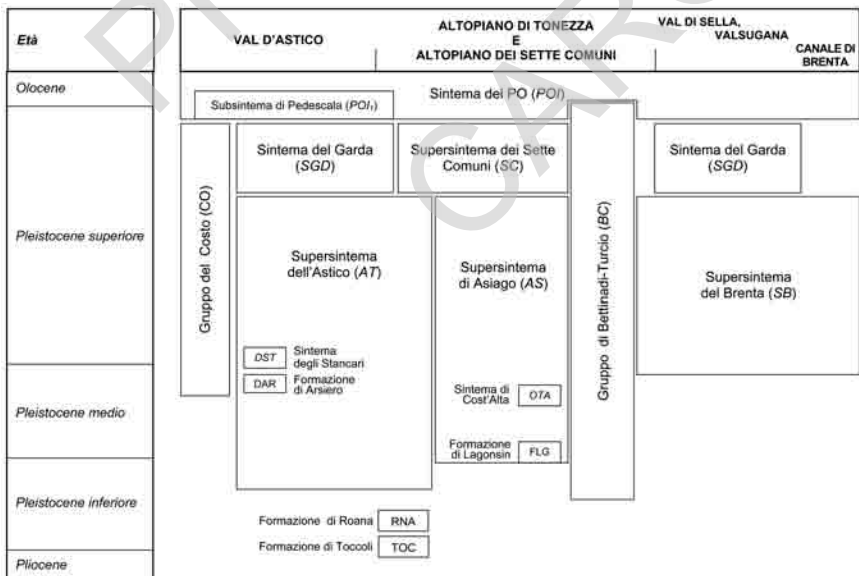 Età
VAL D'ASTICO
ALTOPIANO DI TONEZZA
E
ALTOPIANO DEI SETTE COMUNI
VAL DI SELLA,
VALSUGANA
CANALE DI
BRENTA
Olocene
Sintema del PO (POI)
Subsintema di Pedescala (POI₁)
Pleistocene superiore
Gruppo del Costo (CO)
Sintema del Garda
(SGD)
Supersintema dei Sette
Comuni (SC)
Gruppo di Bettinadi-Turcio (BC)
Sintema del Garda
(SGD)
Supersintema
dell'Astico (AT)
Supersintema
di Asiago (AS)
Supersintema
del Brenta (SB)
DST Sintema
degli Stancari
DAR Formazione
di Arsiero
Pleistocene medio
Sintema di
Cost'Alta OTA
Formazione
di Lagonsin FLG
Pleistocene inferiore
Formazione di Roana RNA
Formazione di Toccoli TOC
Pliocene